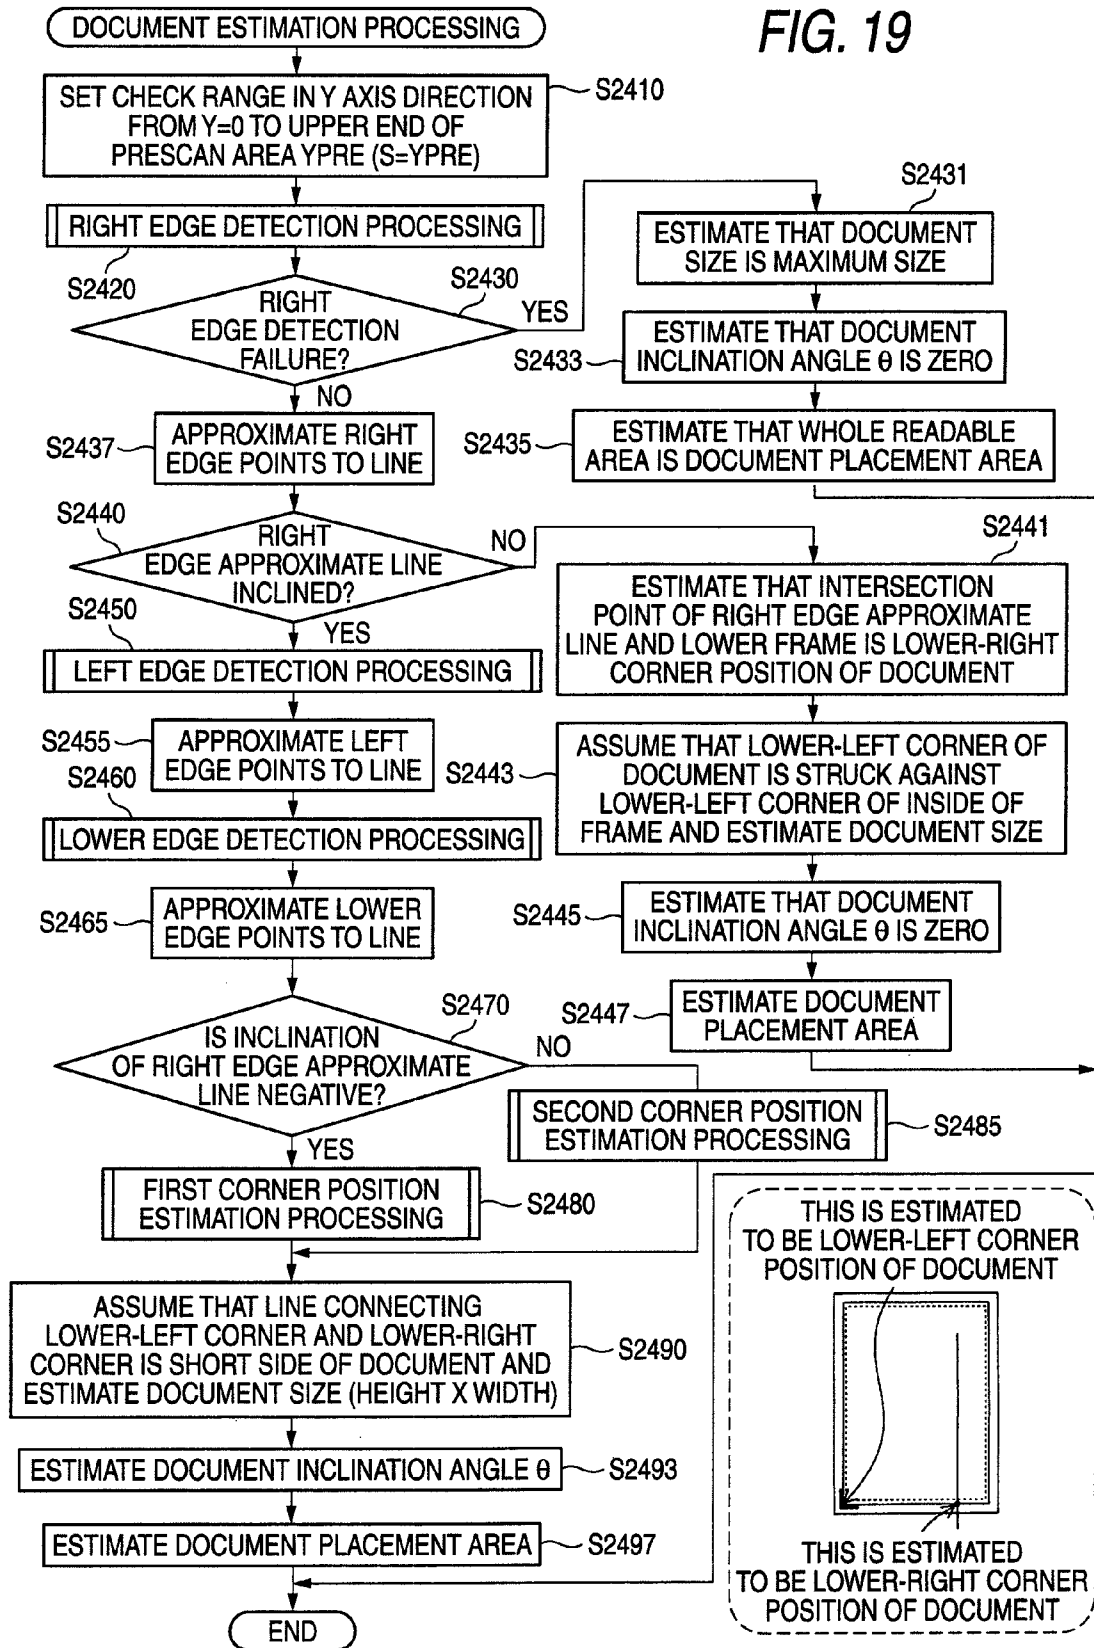 FIG. 19
DOCUMENT ESTIMATION PROCESSING
SET CHECK RANGE IN Y AXIS DIRECTION
FROM Y=0 TO UPPER END OF
PRESCAN AREA YPRE (S=YPRE)
S2410
RIGHT EDGE DETECTION PROCESSING
S2420
RIGHT
EDGE DETECTION
FAILURE?
S2430
YES
NO
S2431
ESTIMATE THAT DOCUMENT
SIZE IS MAXIMUM SIZE
S2433
ESTIMATE THAT DOCUMENT
INCLINATION ANGLE θ IS ZERO
S2435
ESTIMATE THAT WHOLE READABLE
AREA IS DOCUMENT PLACEMENT AREA
S2437
APPROXIMATE RIGHT
EDGE POINTS TO LINE
S2440
RIGHT
EDGE APPROXIMATE LINE
INCLINED?
NO
YES
S2441
ESTIMATE THAT INTERSECTION
POINT OF RIGHT EDGE APPROXIMATE
LINE AND LOWER FRAME IS LOWER-RIGHT
CORNER POSITION OF DOCUMENT
S2443
ASSUME THAT LOWER-LEFT CORNER OF
DOCUMENT IS STRUCK AGAINST
LOWER-LEFT CORNER OF INSIDE OF
FRAME AND ESTIMATE DOCUMENT SIZE
S2445
ESTIMATE THAT DOCUMENT
INCLINATION ANGLE θ IS ZERO
S2447
ESTIMATE DOCUMENT
PLACEMENT AREA
S2450
LEFT EDGE DETECTION PROCESSING
S2455
APPROXIMATE LEFT
EDGE POINTS TO LINE
S2460
LOWER EDGE DETECTION PROCESSING
S2465
APPROXIMATE LOWER
EDGE POINTS TO LINE
S2470
IS INCLINATION
OF RIGHT EDGE APPROXIMATE
LINE NEGATIVE?
NO
YES
SECOND CORNER POSITION
ESTIMATION PROCESSING
S2485
FIRST CORNER POSITION
ESTIMATION PROCESSING
S2480
ASSUME THAT LINE CONNECTING
LOWER-LEFT CORNER AND LOWER-RIGHT
CORNER IS SHORT SIDE OF DOCUMENT AND
ESTIMATE DOCUMENT SIZE (HEIGHT X WIDTH)
S2490
ESTIMATE DOCUMENT INCLINATION ANGLE θ
S2493
ESTIMATE DOCUMENT PLACEMENT AREA
S2497
END
THIS IS ESTIMATED
TO BE LOWER-LEFT CORNER
POSITION OF DOCUMENT
THIS IS ESTIMATED
TO BE LOWER-RIGHT CORNER
POSITION OF DOCUMENT